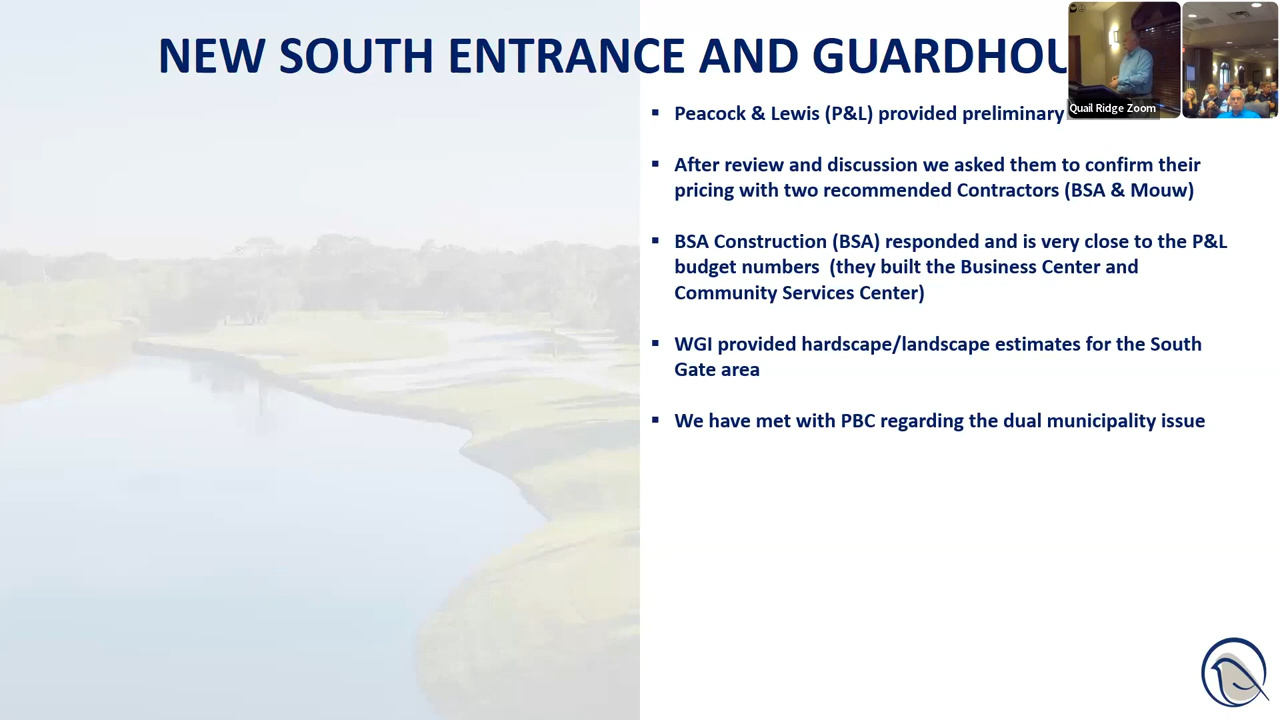 NEW SOUTH ENTRANCE AND GUARDHOU
Quail Ridge Zoom
▪ Peacock & Lewis (P&L) provided preliminary
▪ After review and discussion we asked them to confirm their
pricing with two recommended Contractors (BSA & Mouw)
▪ BSA Construction (BSA) responded and is very close to the P&L
budget numbers (they built the Business Center and
Community Services Center)
▪ WGI provided hardscape/landscape estimates for the South
Gate area
▪ We have met with PBC regarding the dual municipality issue